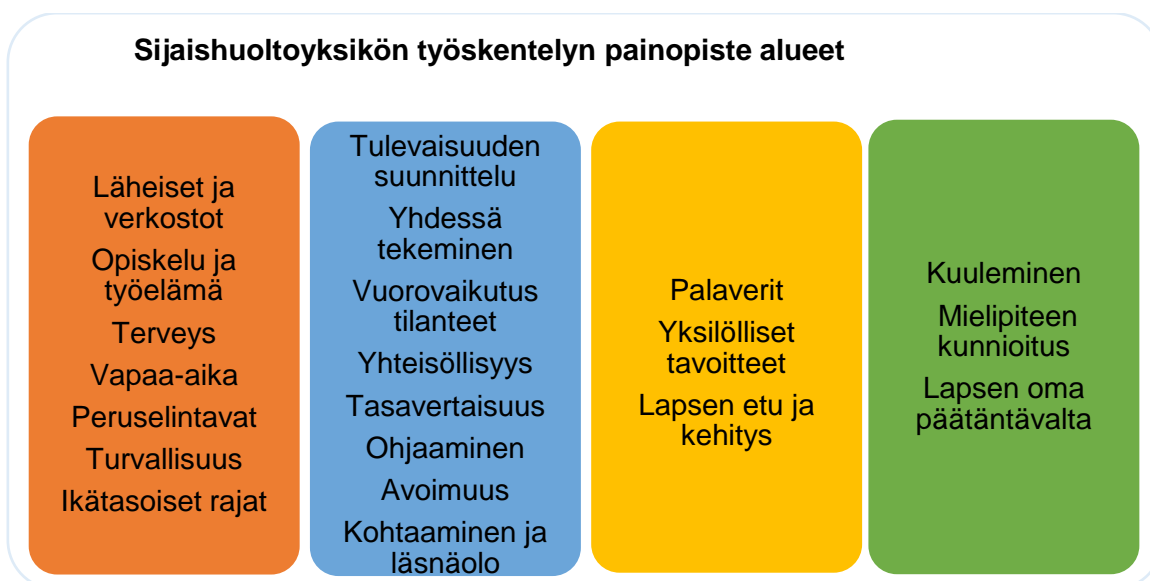 Sijaishuoltoyksikön työskentelyn painopiste alueet
Läheiset ja
verkostot
Opiskelu ja
työelämä
Terveys
Vapaa-aika
Peruselintavat
Turvallisuus
Ikätasoiset rajat
Tulevaisuuden
suunnittelu
Yhdessä
tekeminen
Vuorovaikutus
tilanteet
Yhteisöllisyys
Tasavertaisuus
Ohjaaminen
Avoimuus
Kohtaaminen ja
läsnäolo
Palaverit
Yksilölliset
tavoitteet
Lapsen etu ja
kehitys
Kuuleminen
Mielipiteen
kunnioitus
Lapsen oma
päätäntävalta